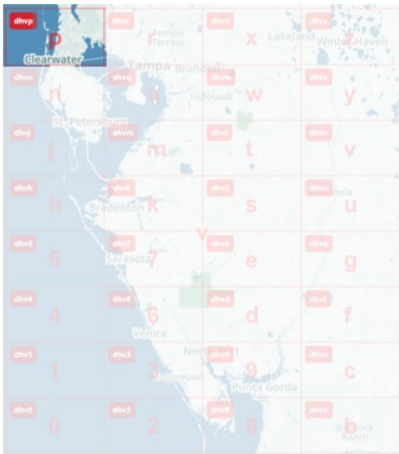 dhvp dhvr dhvx dhvz
p r x z
Temple Terrace Lakeland Winter Haven
Clearwater
Tampa Brandon
dhvn dhvq dhvw dhvy
n q w y
FishHawk
St. Petersburg
dhvj dhvm dhvt dhvv
j m t v
dhvh dhvk dhvs dhvu
h k s u
Bradenton
v
dhv5 dhv7 dhve dhvg
5 7 e g
Sarasota
dhv4 dhv6 dhvd dhvf
4 6 d f
Venice
North Port
dhv1 dhv3 dhv9 dhvc
1 3 9 c
Punta Gorda
dhv0 dhv2 dhv8 dhvb
0 2 8 b
Ranch